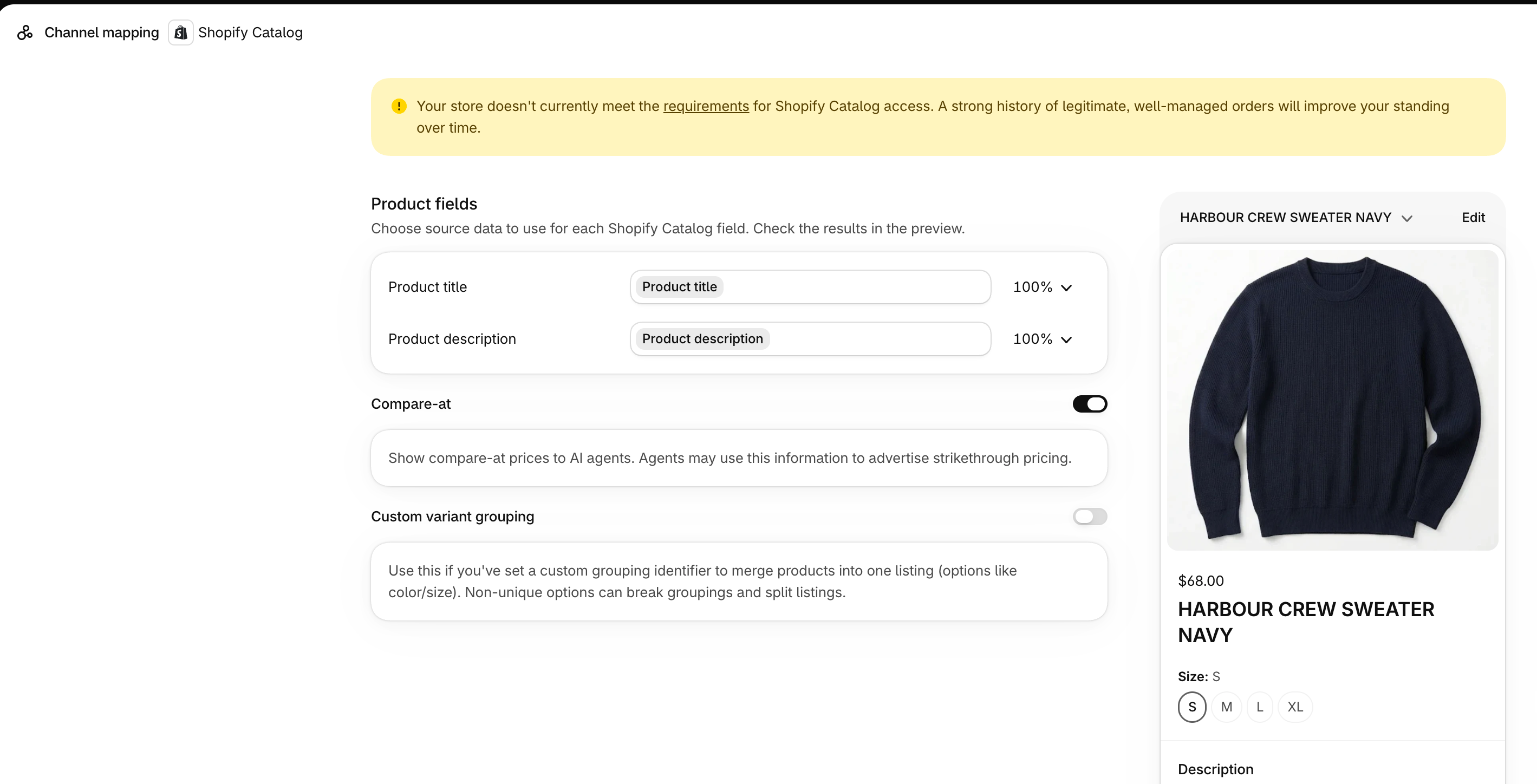 Channel mapping Shopify Catalog
Your store doesn't currently meet the requirements for Shopify Catalog access. A strong history of legitimate, well-managed orders will improve your standing
over time.
Product fields
Choose source data to use for each Shopify Catalog field. Check the results in the preview.
Product title Product title 100%
Product description Product description 100%
Compare-at
Show compare-at prices to AI agents. Agents may use this information to advertise strikethrough pricing.
Custom variant grouping
Use this if you've set a custom grouping identifier to merge products into one listing (options like
color/size). Non-unique options can break groupings and split listings.
HARBOUR CREW SWEATER NAVY Edit
$68.00
HARBOUR CREW SWEATER
NAVY
Size: S
S M L XL
Description